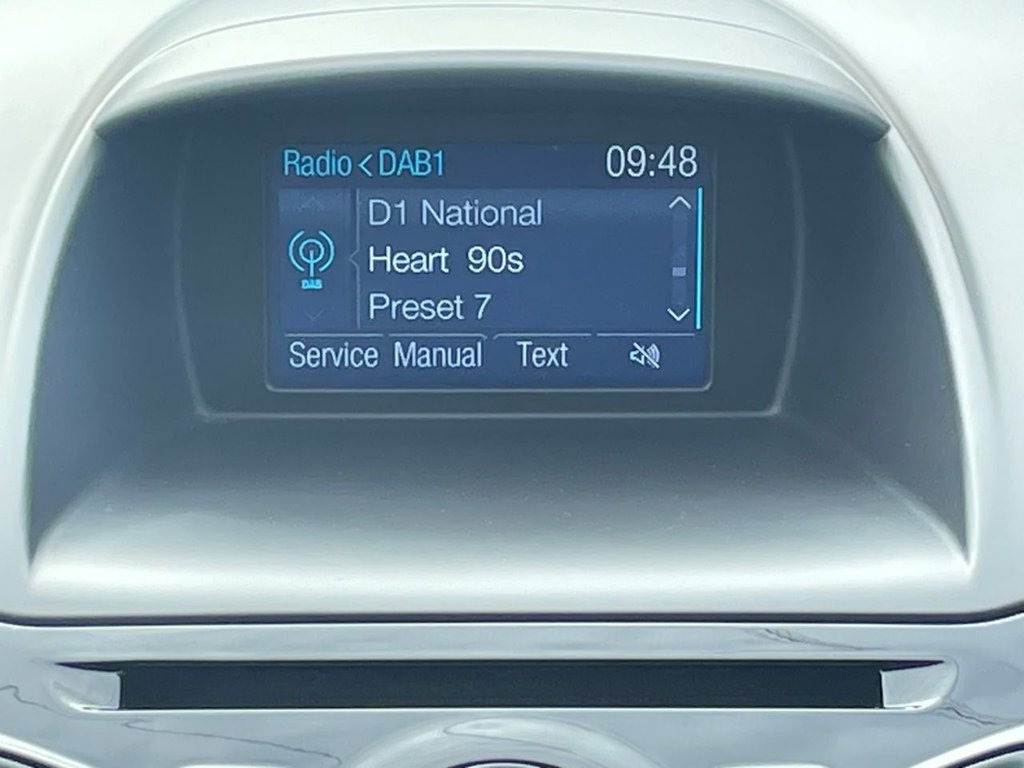 Radio < DAB1 09:48
D1 National
Heart 90s
DAB
Preset 7
Service Manual Text